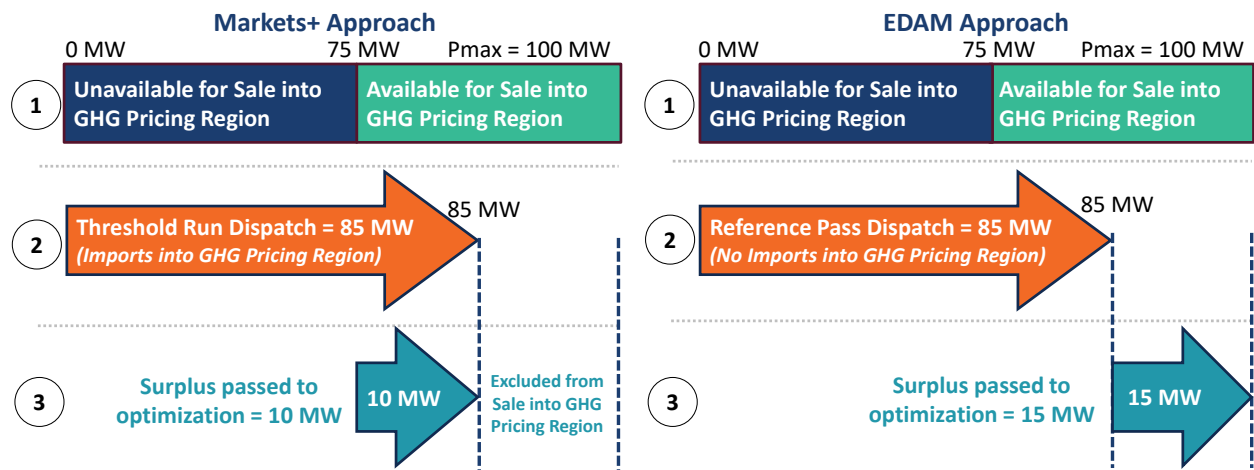 Markets+ Approach
0 MW 75 MW Pmax = 100 MW
1
Unavailable for Sale into
GHG Pricing Region
Available for Sale into
GHG Pricing Region
2
Threshold Run Dispatch = 85 MW
(Imports into GHG Pricing Region)
85 MW
3
Surplus passed to
optimization = 10 MW
10 MW
Excluded from
Sale into GHG
Pricing Region
EDAM Approach
0 MW 75 MW Pmax = 100 MW
1
Unavailable for Sale into
GHG Pricing Region
Available for Sale into
GHG Pricing Region
2
Reference Pass Dispatch = 85 MW
(No Imports into GHG Pricing Region)
85 MW
3
Surplus passed to
optimization = 15 MW
15 MW